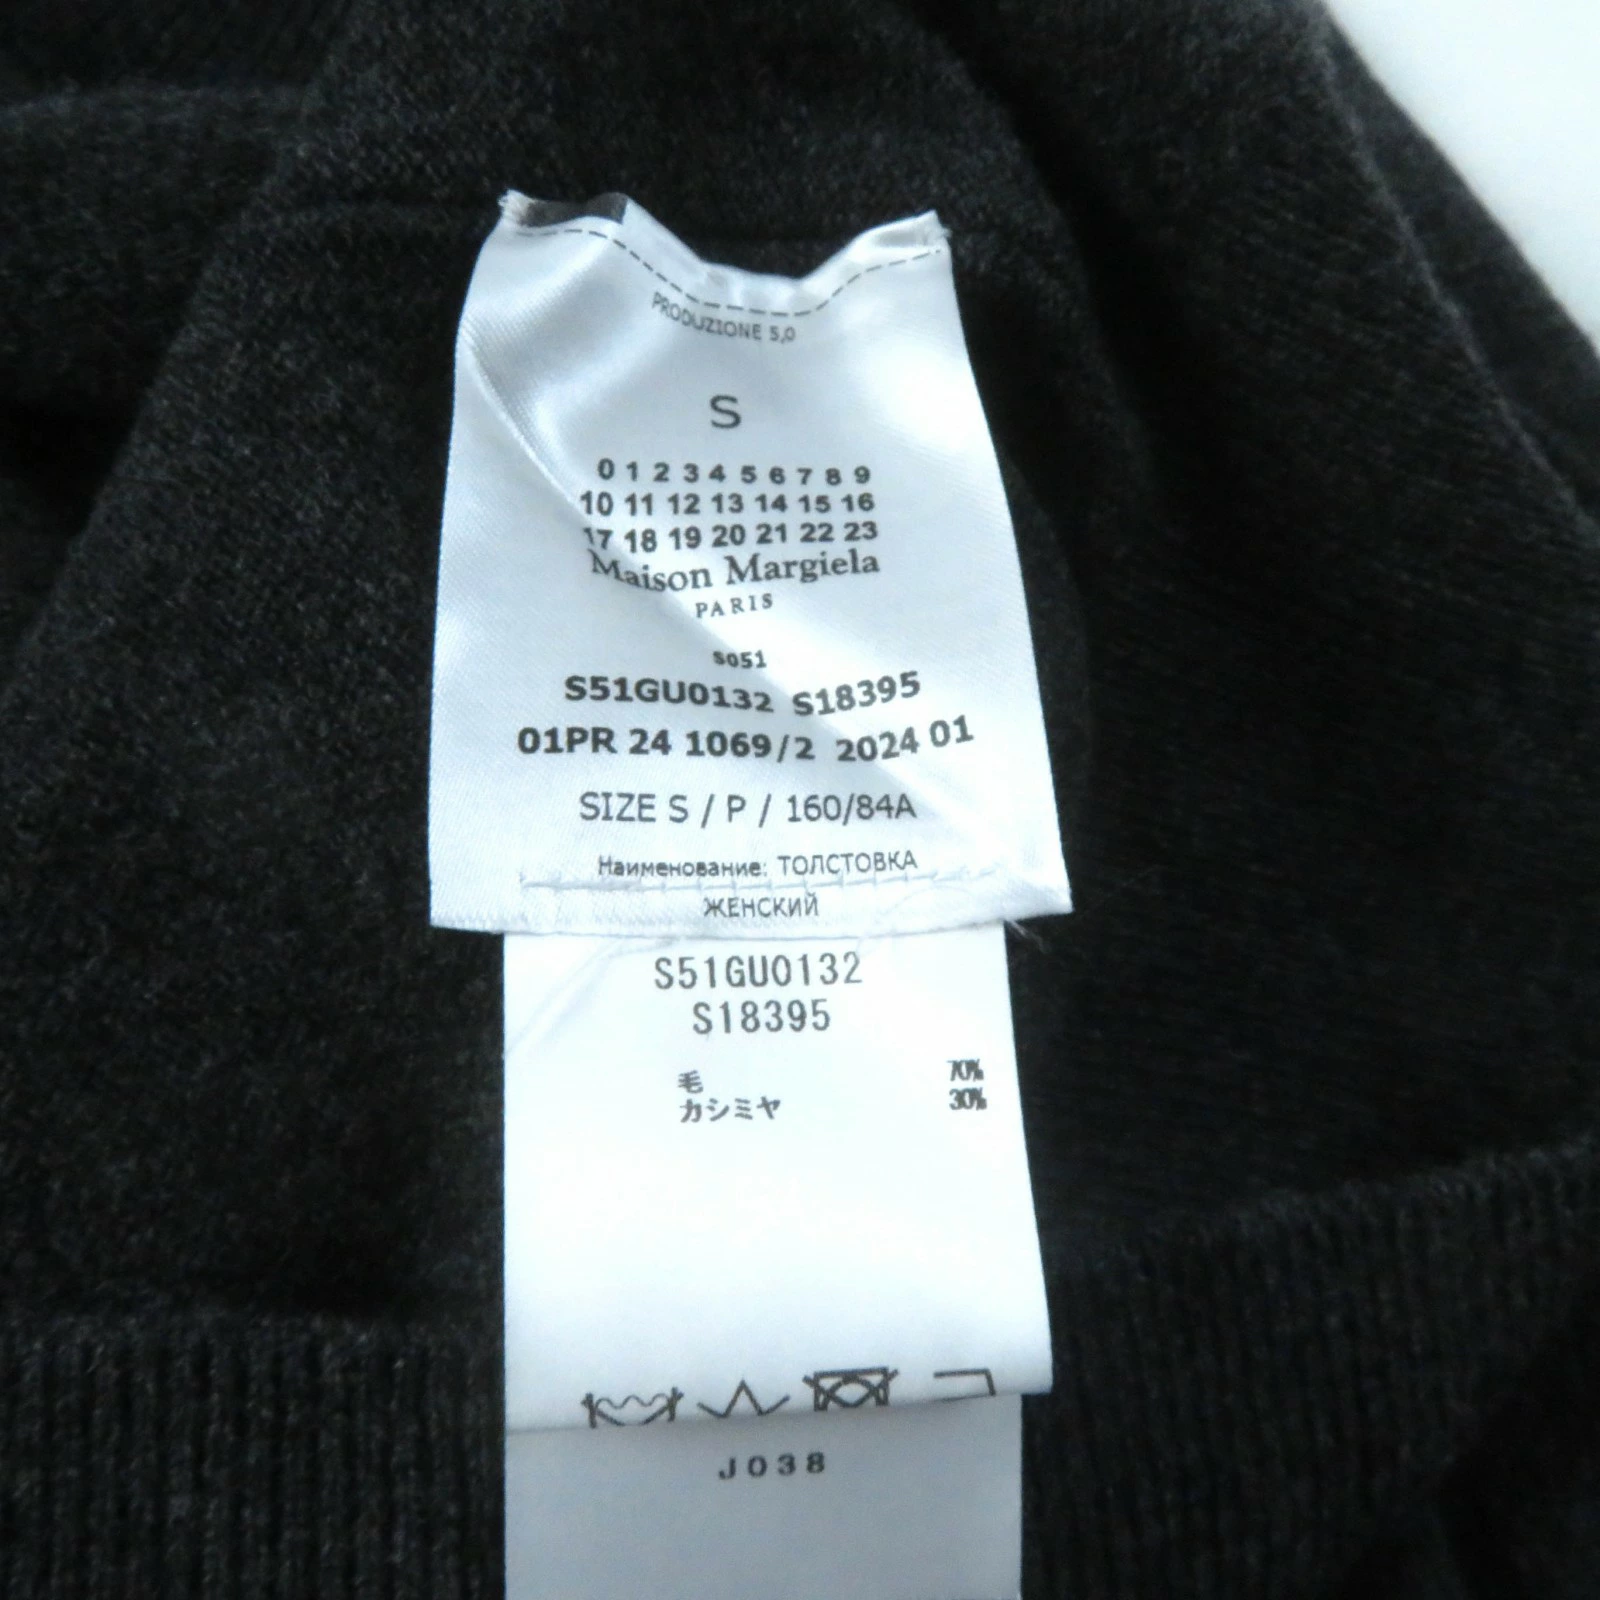 PRODUZIONE 5,0
S
0 1 2 3 4 5 6 7 8 9
10 11 12 13 14 15 16
17 18 19 20 21 22 23
Maison Margiela
PARIS
S051
S51GU0132 S18395
01PR 24 1069/2 2024 01
SIZE S / P / 160/84A
Наименование: ТОЛСТОВКА
ЖЕНСКИЙ
S51GU0132
S18395
毛 70%
カシミヤ 30%
J038